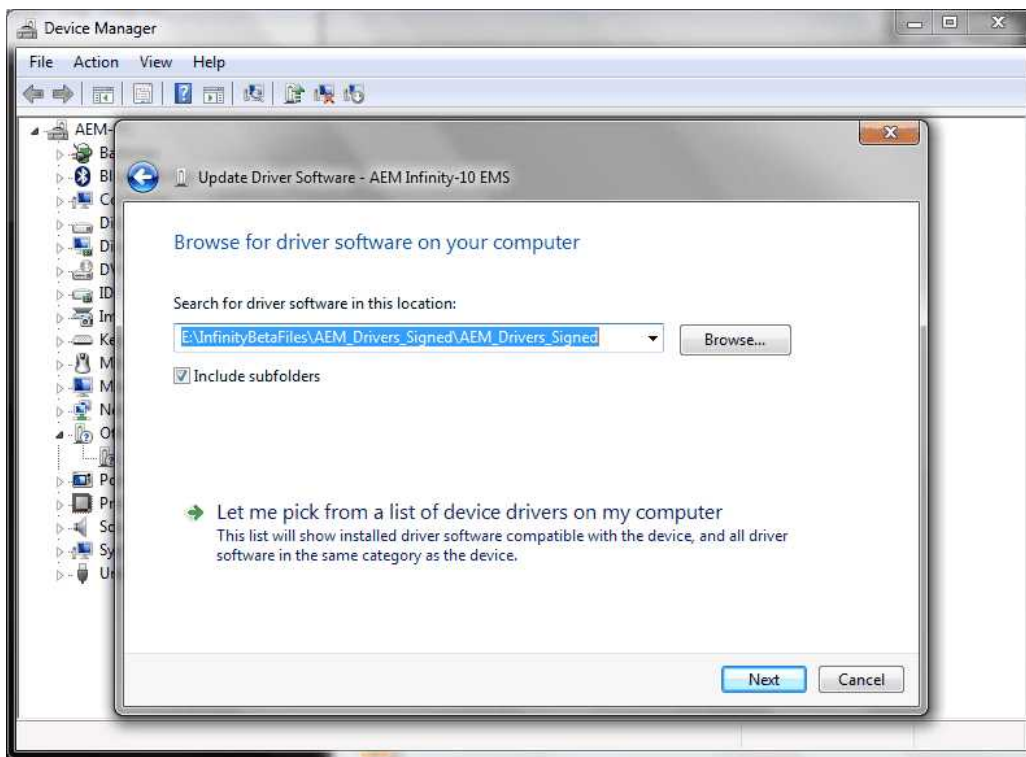 Device Manager
File Action View Help
AEM-
Ba
Update Driver Software - AEM Infinity-10 EMS
Browse for driver software on your computer
Search for driver software in this location:
E:\InfinityBetaFiles\AEM_Drivers_Signed\AEM_Drivers_Signed
Browse...
Include subfolders
Let me pick from a list of device drivers on my computer
This list will show installed driver software compatible with the device, and all driver
software in the same category as the device.
Next Cancel